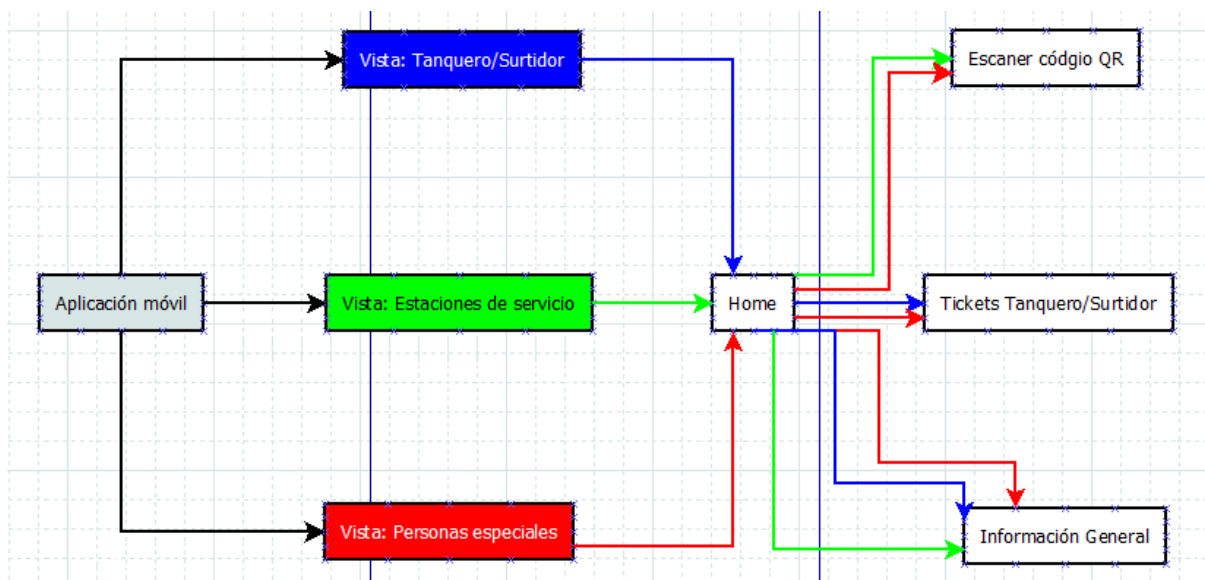 Vista: Tanquero/Surtidor
Escaner códgio QR
Aplicación móvil
Vista: Estaciones de servicio
Home
Tickets Tanquero/Surtidor
Vista: Personas especiales
Información General